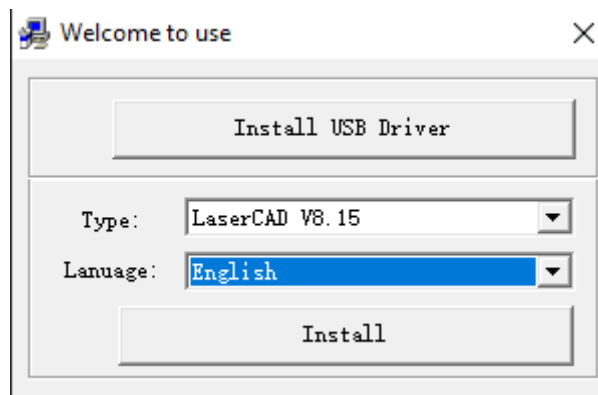 Welcome to use
Install USB Driver
Type: LaserCAD V8.15
Lanuage: English
Install